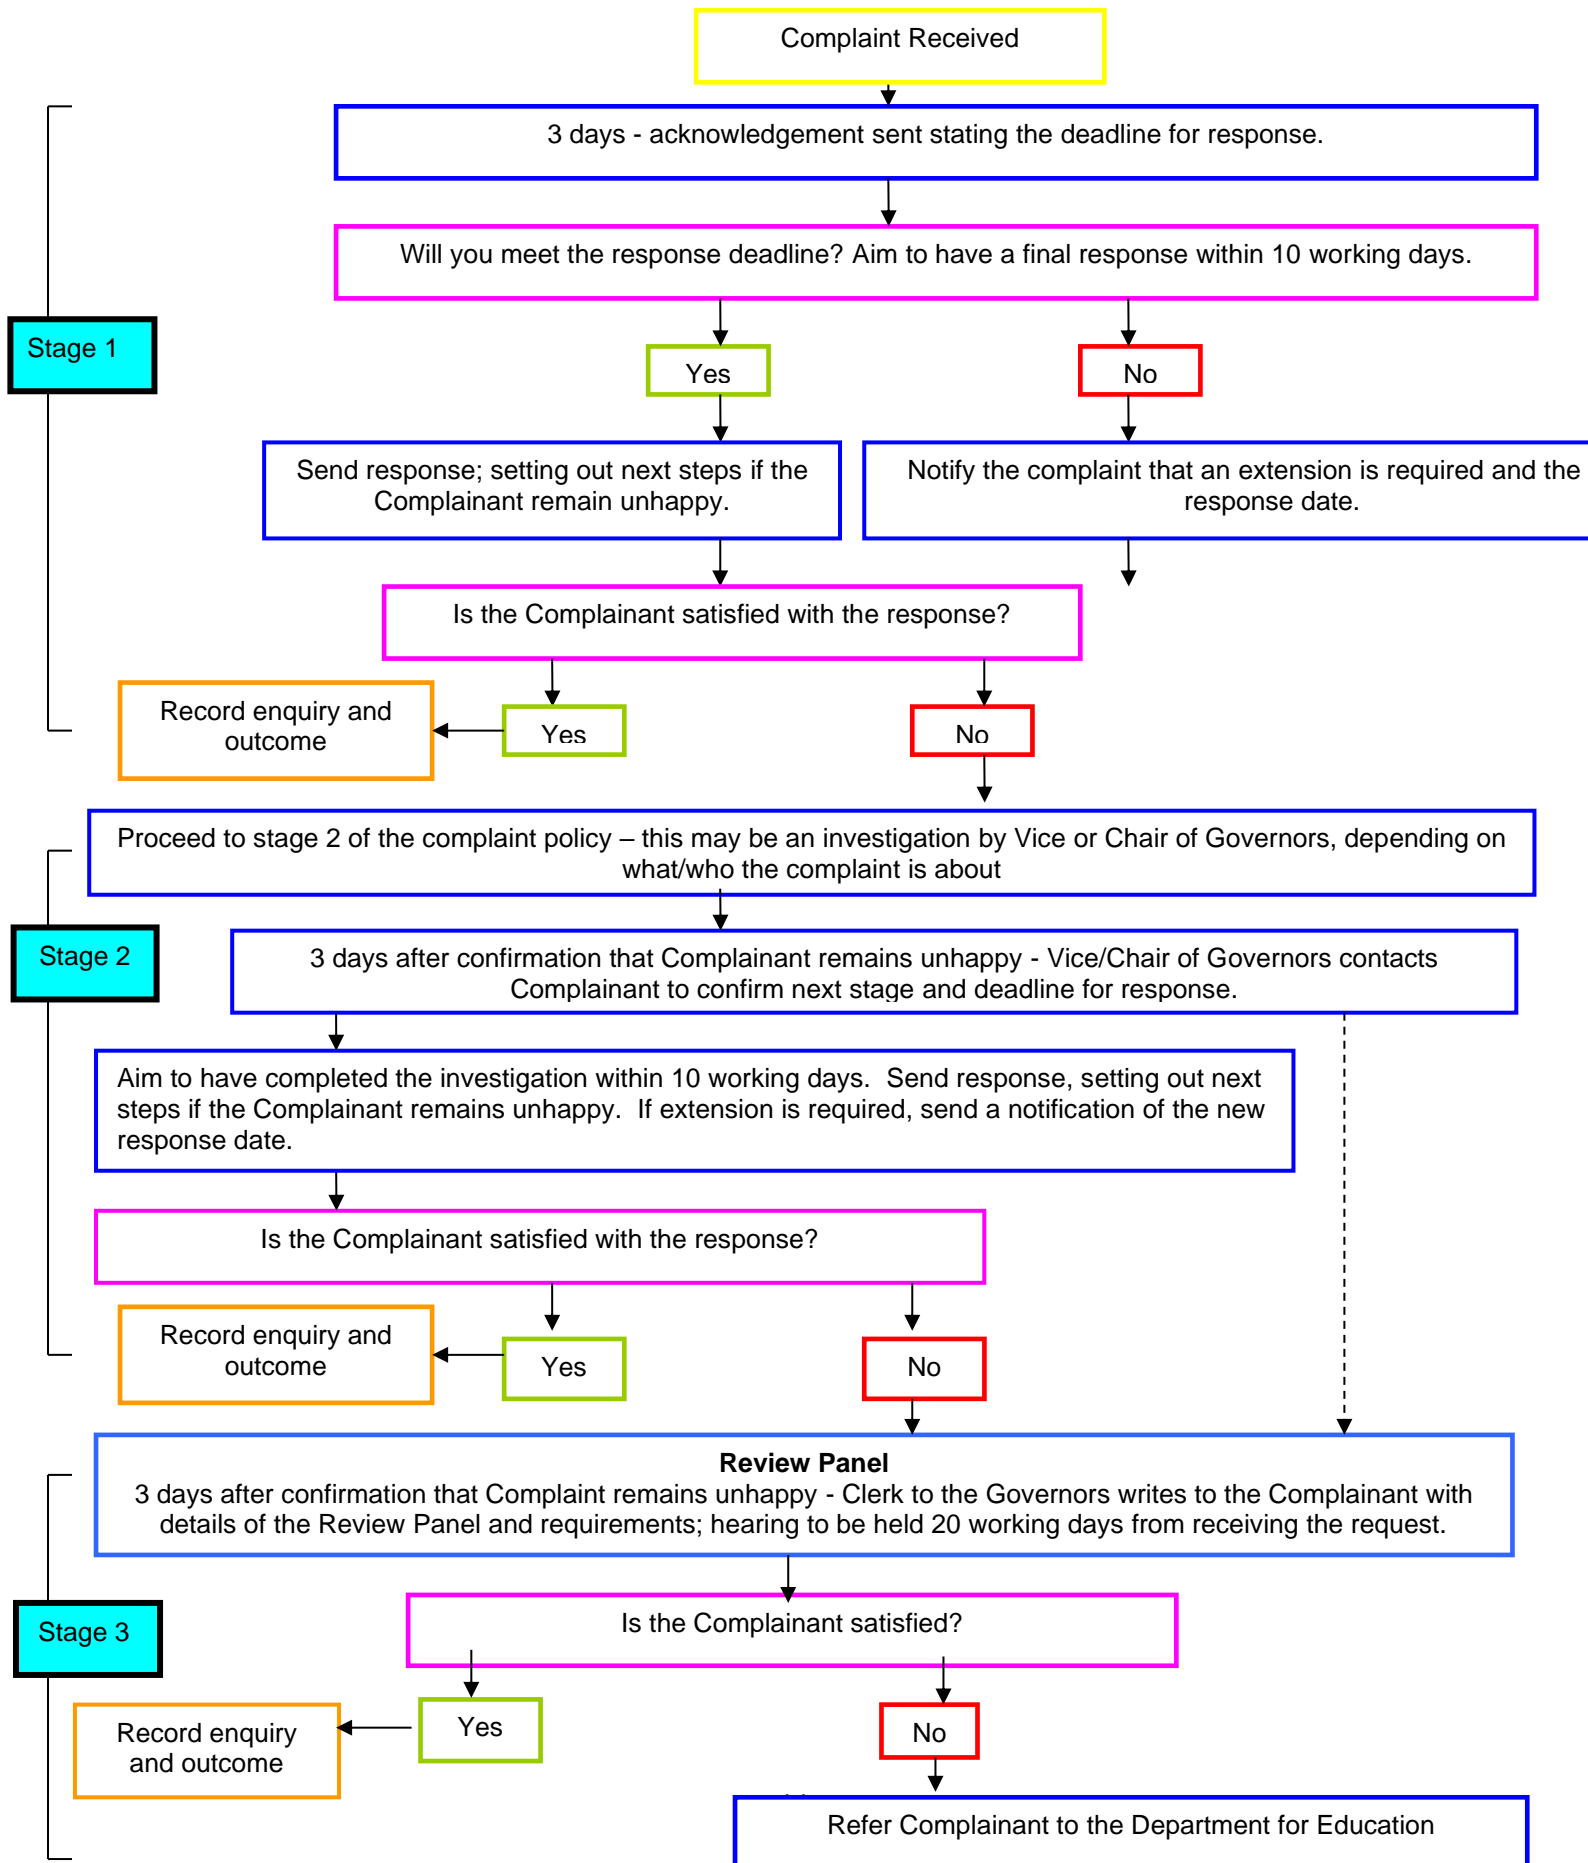 Complaint Received
3 days - acknowledgement sent stating the deadline for response.
Will you meet the response deadline? Aim to have a final response within 10 working days.
Stage 1
Yes
No
Send response; setting out next steps if the
Complainant remain unhappy.
Notify the complaint that an extension is required and the
response date.
Is the Complainant satisfied with the response?
Record enquiry and
outcome
Yes
No
Proceed to stage 2 of the complaint policy – this may be an investigation by Vice or Chair of Governors, depending on
what/who the complaint is about
Stage 2
3 days after confirmation that Complainant remains unhappy - Vice/Chair of Governors contacts
Complainant to confirm next stage and deadline for response.
Aim to have completed the investigation within 10 working days.  Send response, setting out next
steps if the Complainant remains unhappy.  If extension is required, send a notification of the new
response date.
Is the Complainant satisfied with the response?
Record enquiry and
outcome
Yes
No
Review Panel
3 days after confirmation that Complaint remains unhappy - Clerk to the Governors writes to the Complainant with
details of the Review Panel and requirements; hearing to be held 20 working days from receiving the request.
Stage 3
Is the Complainant satisfied?
Record enquiry
and outcome
Yes
No
Refer Complainant to the Department for Education